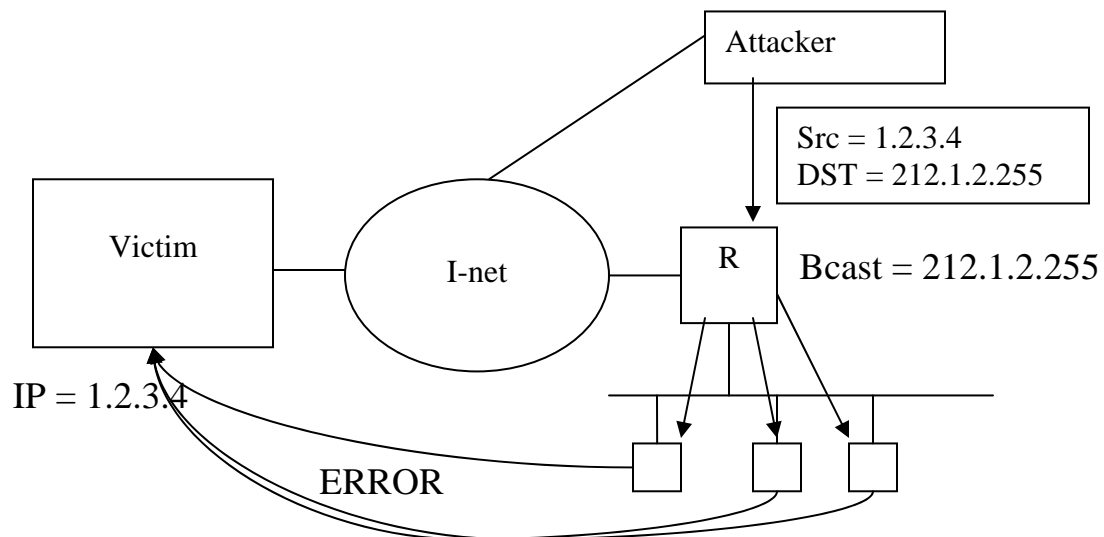 Attacker
Src = 1.2.3.4
DST = 212.1.2.255
Victim
I-net
R
Bcast = 212.1.2.255
IP = 1.2.3.4
ERROR